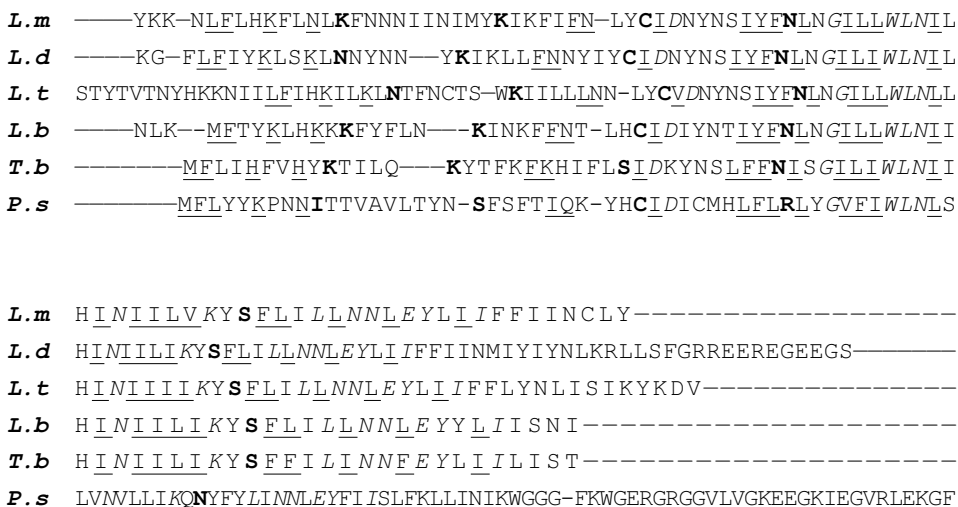 L.m ————YKK—NLFLHKFLNLKFNNNIINIMYKIKFIFN—LYCIDNYNSIYFNLNGILLWLNIL
L.d ————KG—FLFIYKLSKLNNYNN——YKIKLLFNNYIYCIDNYNSIYFNLNGILIWLNIL
L.t STYTVTNYHKKNIILFIHKILKLNTFNCTS—WKIILLLNN-LYCVDNYNSIYFNLNGILLWLNLL
L.b ————NLK--MFTYKLHKKKFYFLN——-KINKFFNT-LHCIDIYNTIYFNLNGILLWLNII
T.b ———————MFLIHFVHYKTILQ———KYTFKFKHIFLSIDKYNSLFFNISGILIWLNII
P.s ———————MFLYYKPNNITTVAVLTYN-SFSFTIQK-YHCIDICMHLFLRLYGVFIWLNLS
L.m HINIILVKYSFLILLNNLEYLIIFFIINCLY——————————————————
L.d HINIILIKYSFLILLNNLEYLIIFFIINMIYIYNLKRLLSFGRREEREGEEGS———————
L.t HINIIIIKYSFLILLNNLEYLIIFFLYNLISIKYKDV———————————————
L.b HINIILIKYSFLILLNNLEYYLIISNI——————————————————————
T.b HINIILIKYSFFILINNFEYLIILIST——————————————————————
P.s LVNVLLIKQNYFYLINNLEYFIISLFKLLINIKWGGG-FKWGERGRGGVLVGKEEGKIEGVRLEKGF